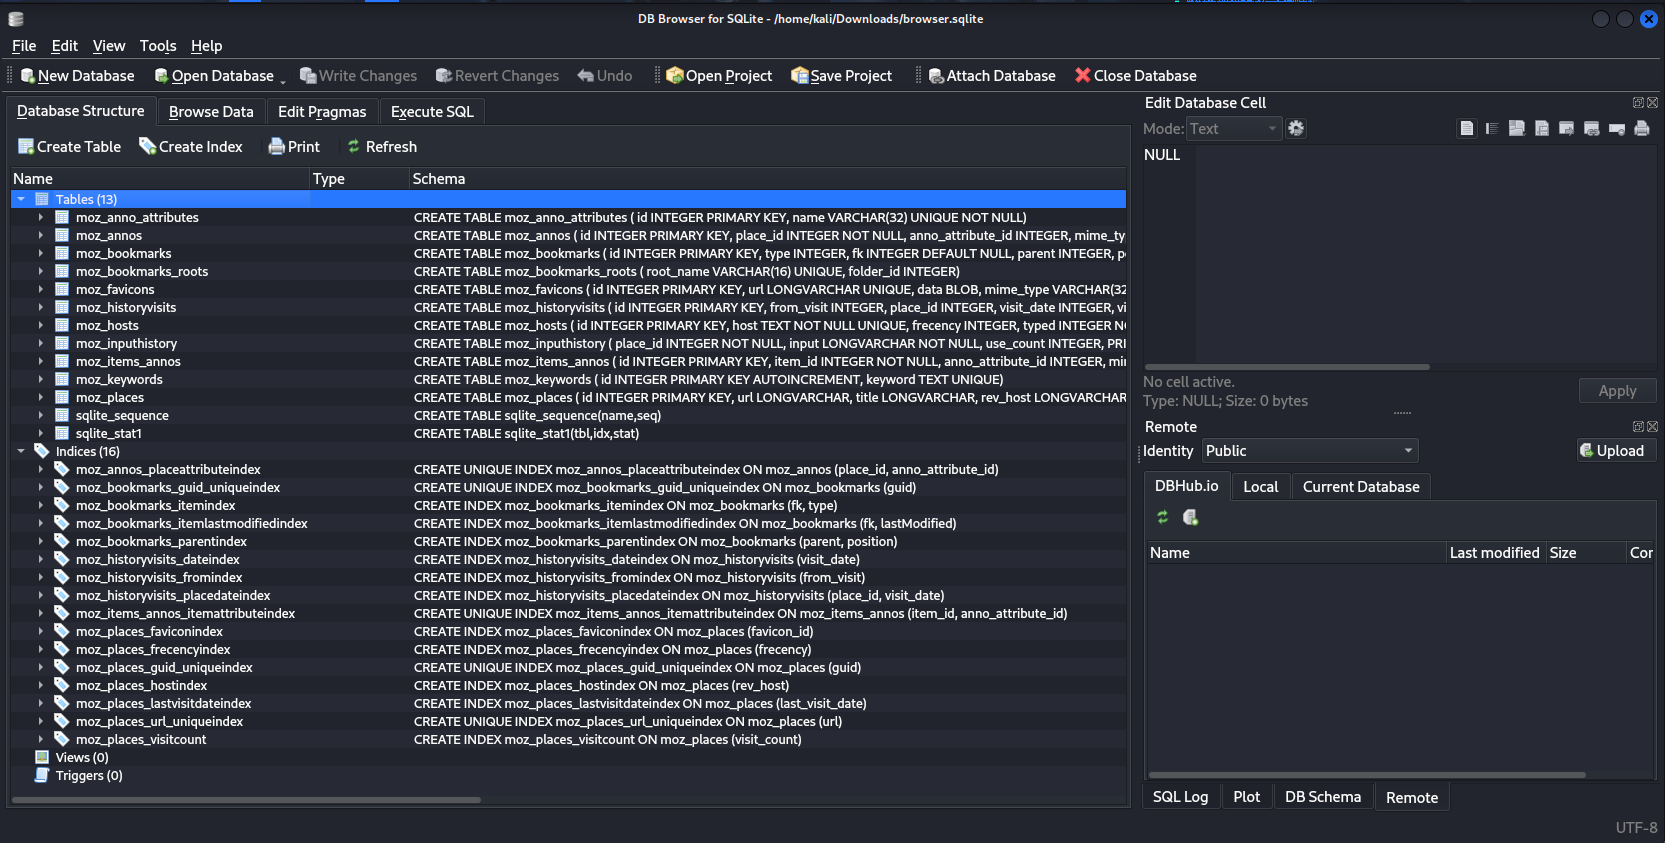 DB Browser for SQLite - /home/kali/Downloads/browser.sqlite
File Edit View Tools Help
New Database Open Database Write Changes Revert Changes Undo Open Project Save Project Attach Database Close Database
Database Structure Browse Data Edit Pragmas Execute SQL
Create Table Create Index Print Refresh
Name Type Schema
Tables (13)
moz_anno_attributes CREATE TABLE moz_anno_attributes ( id INTEGER PRIMARY KEY, name VARCHAR(32) UNIQUE NOT NULL)
moz_annos CREATE TABLE moz_annos ( id INTEGER PRIMARY KEY, place_id INTEGER NOT NULL, anno_attribute_id INTEGER, mime_ty
moz_bookmarks CREATE TABLE moz_bookmarks ( id INTEGER PRIMARY KEY, type INTEGER, fk INTEGER DEFAULT NULL, parent INTEGER, po
moz_bookmarks_roots CREATE TABLE moz_bookmarks_roots ( root_name VARCHAR(16) UNIQUE, folder_id INTEGER)
moz_favicons CREATE TABLE moz_favicons ( id INTEGER PRIMARY KEY, url LONGVARCHAR UNIQUE, data BLOB, mime_type VARCHAR(32
moz_historyvisits CREATE TABLE moz_historyvisits ( id INTEGER PRIMARY KEY, from_visit INTEGER, place_id INTEGER, visit_date INTEGER, vi
moz_hosts CREATE TABLE moz_hosts ( id INTEGER PRIMARY KEY, host TEXT NOT NULL UNIQUE, frecency INTEGER, typed INTEGER NO
moz_inputhistory CREATE TABLE moz_inputhistory ( place_id INTEGER NOT NULL, input LONGVARCHAR NOT NULL, use_count INTEGER, PRI
moz_items_annos CREATE TABLE moz_items_annos ( id INTEGER PRIMARY KEY, item_id INTEGER NOT NULL, anno_attribute_id INTEGER, mi
moz_keywords CREATE TABLE moz_keywords ( id INTEGER PRIMARY KEY AUTOINCREMENT, keyword TEXT UNIQUE)
moz_places CREATE TABLE moz_places ( id INTEGER PRIMARY KEY, url LONGVARCHAR, title LONGVARCHAR, rev_host LONGVARCHAR
sqlite_sequence CREATE TABLE sqlite_sequence(name,seq)
sqlite_stat1 CREATE TABLE sqlite_stat1(tbl,idx,stat)
Indices (16)
moz_annos_placeattributeindex CREATE UNIQUE INDEX moz_annos_placeattributeindex ON moz_annos (place_id, anno_attribute_id)
moz_bookmarks_guid_uniqueindex CREATE UNIQUE INDEX moz_bookmarks_guid_uniqueindex ON moz_bookmarks (guid)
moz_bookmarks_itemindex CREATE INDEX moz_bookmarks_itemindex ON moz_bookmarks (fk, type)
moz_bookmarks_itemlastmodifiedindex CREATE INDEX moz_bookmarks_itemlastmodifiedindex ON moz_bookmarks (fk, lastModified)
moz_bookmarks_parentindex CREATE INDEX moz_bookmarks_parentindex ON moz_bookmarks (parent, position)
moz_historyvisits_dateindex CREATE INDEX moz_historyvisits_dateindex ON moz_historyvisits (visit_date)
moz_historyvisits_fromindex CREATE INDEX moz_historyvisits_fromindex ON moz_historyvisits (from_visit)
moz_historyvisits_placedateindex CREATE INDEX moz_historyvisits_placedateindex ON moz_historyvisits (place_id, visit_date)
moz_items_annos_itemattributeindex CREATE UNIQUE INDEX moz_items_annos_itemattributeindex ON moz_items_annos (item_id, anno_attribute_id)
moz_places_faviconindex CREATE INDEX moz_places_faviconindex ON moz_places (favicon_id)
moz_places_frecencyindex CREATE INDEX moz_places_frecencyindex ON moz_places (frecency)
moz_places_guid_uniqueindex CREATE UNIQUE INDEX moz_places_guid_uniqueindex ON moz_places (guid)
moz_places_hostindex CREATE INDEX moz_places_hostindex ON moz_places (rev_host)
moz_places_lastvisitdateindex CREATE INDEX moz_places_lastvisitdateindex ON moz_places (last_visit_date)
moz_places_url_uniqueindex CREATE UNIQUE INDEX moz_places_url_uniqueindex ON moz_places (url)
moz_places_visitcount CREATE INDEX moz_places_visitcount ON moz_places (visit_count)
Views (0)
Triggers (0)
Edit Database Cell
Mode: Text
NULL
No cell active.
Type: NULL; Size: 0 bytes
Apply
Remote
Identity Public Upload
DBHub.io Local Current Database
Name Last modified Size Cor
SQL Log Plot DB Schema Remote
UTF-8